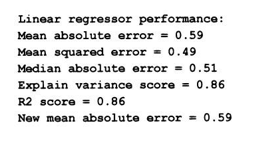 Linear regressor performance:
Mean absolute error = 0.59
Mean squared error = 0.49
Median absolute error = 0.51
Explain variance score = 0.86
R2 score = 0.86
New mean absolute error = 0.59